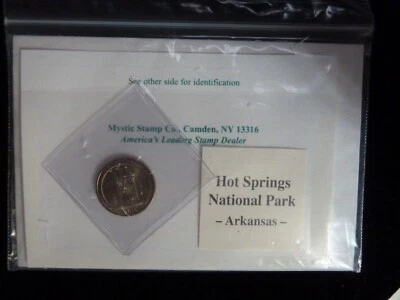 See other side for identification
Mystic Stamp Co., Camden, NY 13316
America's Leading Stamp Dealer
Hot Springs
National Park
– Arkansas –